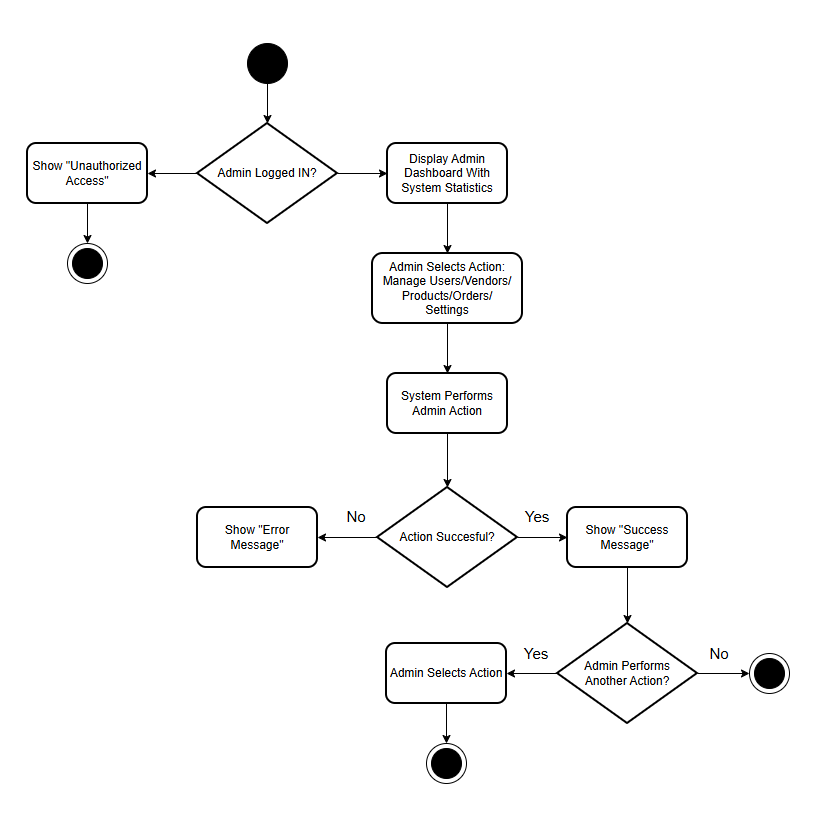 Show "Unauthorized
Access"
Admin Logged IN?
Display Admin
Dashboard With
System Statistics
Admin Selects Action:
Manage Users/Vendors/
Products/Orders/
Settings
System Performs
Admin Action
Show "Error
Message"
No
Action Succesful?
Yes
Show "Success
Message"
Admin Selects Action
Yes
Admin Performs
Another Action?
No